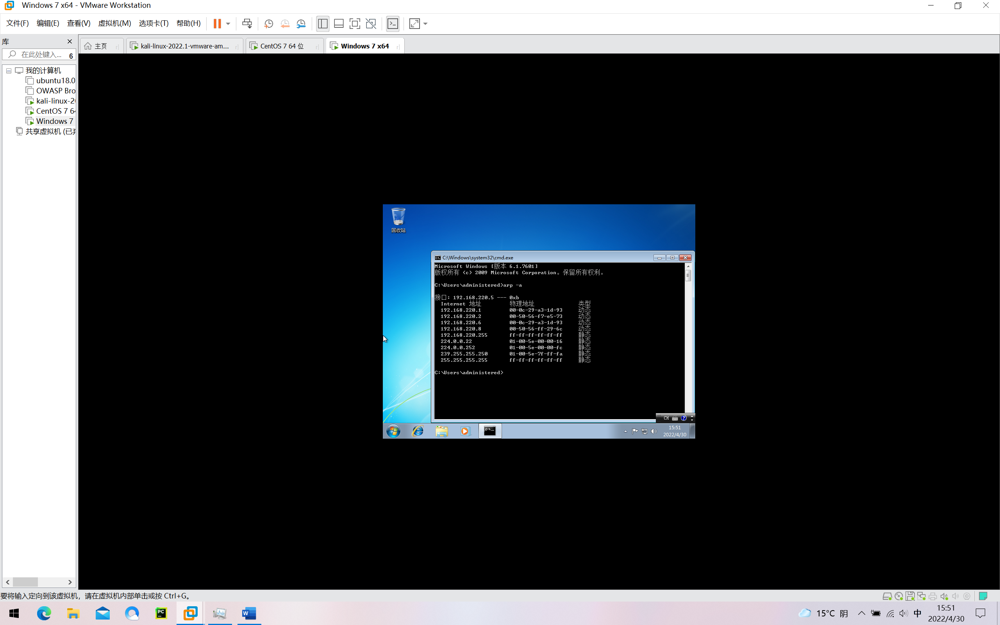 Windows 7 x64 - VMware Workstation
文件(F) 编辑(E) 查看(V) 虚拟机(M) 选项卡(T) 帮助(H)
库
主页 kali-linux-2022.1-vmware-am... CentOS 7 64 位 Windows 7 x64
在此处键入... 6
我的计算机
ubuntu18.0
OWASP Bro
kali-linux-2
CentOS 7 64
Windows 7
共享虚拟机 (已
回收站
C:\Windows\system32\cmd.exe
Microsoft Windows [版本 6.1.7601]
版权所有 (c) 2009 Microsoft Corporation。保留所有权利。
C:\Users\administered>arp -a
接口: 192.168.220.5 --- 0xb
Internet 地址 物理地址 类型
192.168.220.1 00-0c-29-a3-1d-93 动态
192.168.220.2 00-50-56-f7-e5-73 动态
192.168.220.6 00-0c-29-a3-1d-93 动态
192.168.220.8 00-50-56-ff-29-6c 动态
192.168.220.255 ff-ff-ff-ff-ff-ff 静态
224.0.0.22 01-00-5e-00-00-16 静态
224.0.0.252 01-00-5e-00-00-fc 静态
239.255.255.250 01-00-5e-7f-ff-fa 静态
255.255.255.255 ff-ff-ff-ff-ff-ff 静态
C:\Users\administered>
CH
15:51
2022/4/30
要将输入定向到该虚拟机，请在虚拟机内部单击或按 Ctrl+G。
15°C 阴 中
15:51
2022/4/30